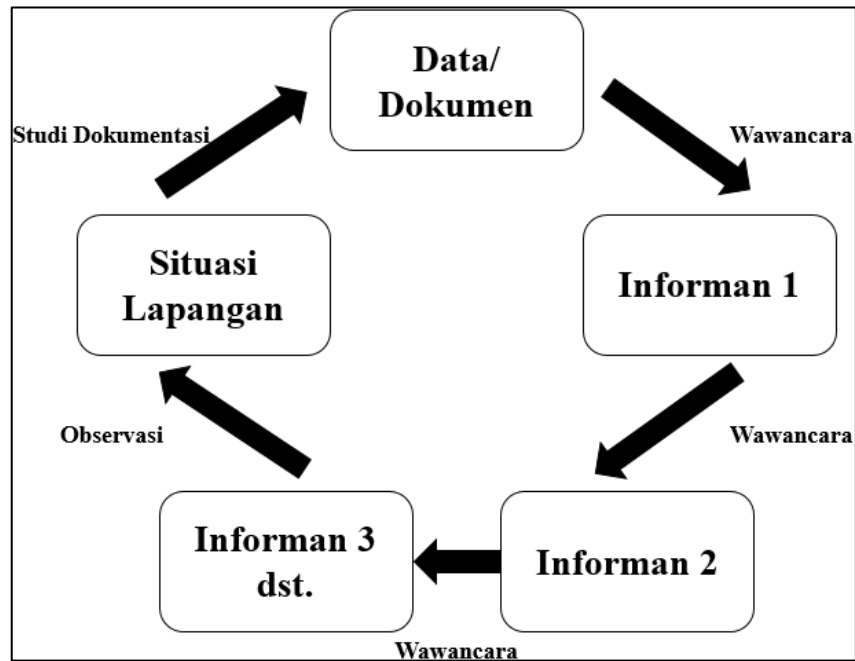 Data/
Dokumen
Studi Dokumentasi
Wawancara
Situasi
Lapangan
Informan 1
Observasi
Wawancara
Informan 3
dst.
Informan 2
Wawancara